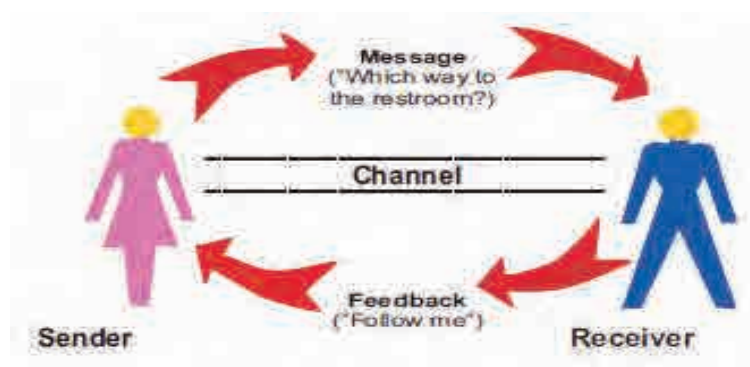 Message
("Which way to
the restroom?)
Channel
Feedback
("Follow me")
Sender
Receiver